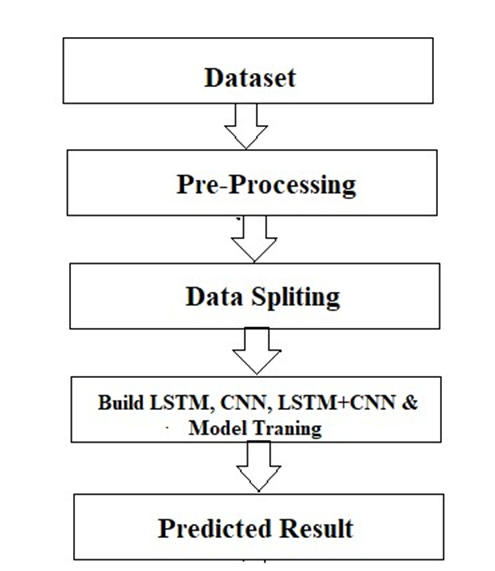 Dataset
Pre-Processing
Data Spliting
Build LSTM, CNN, LSTM+CNN &
Model Traning
Predicted Result